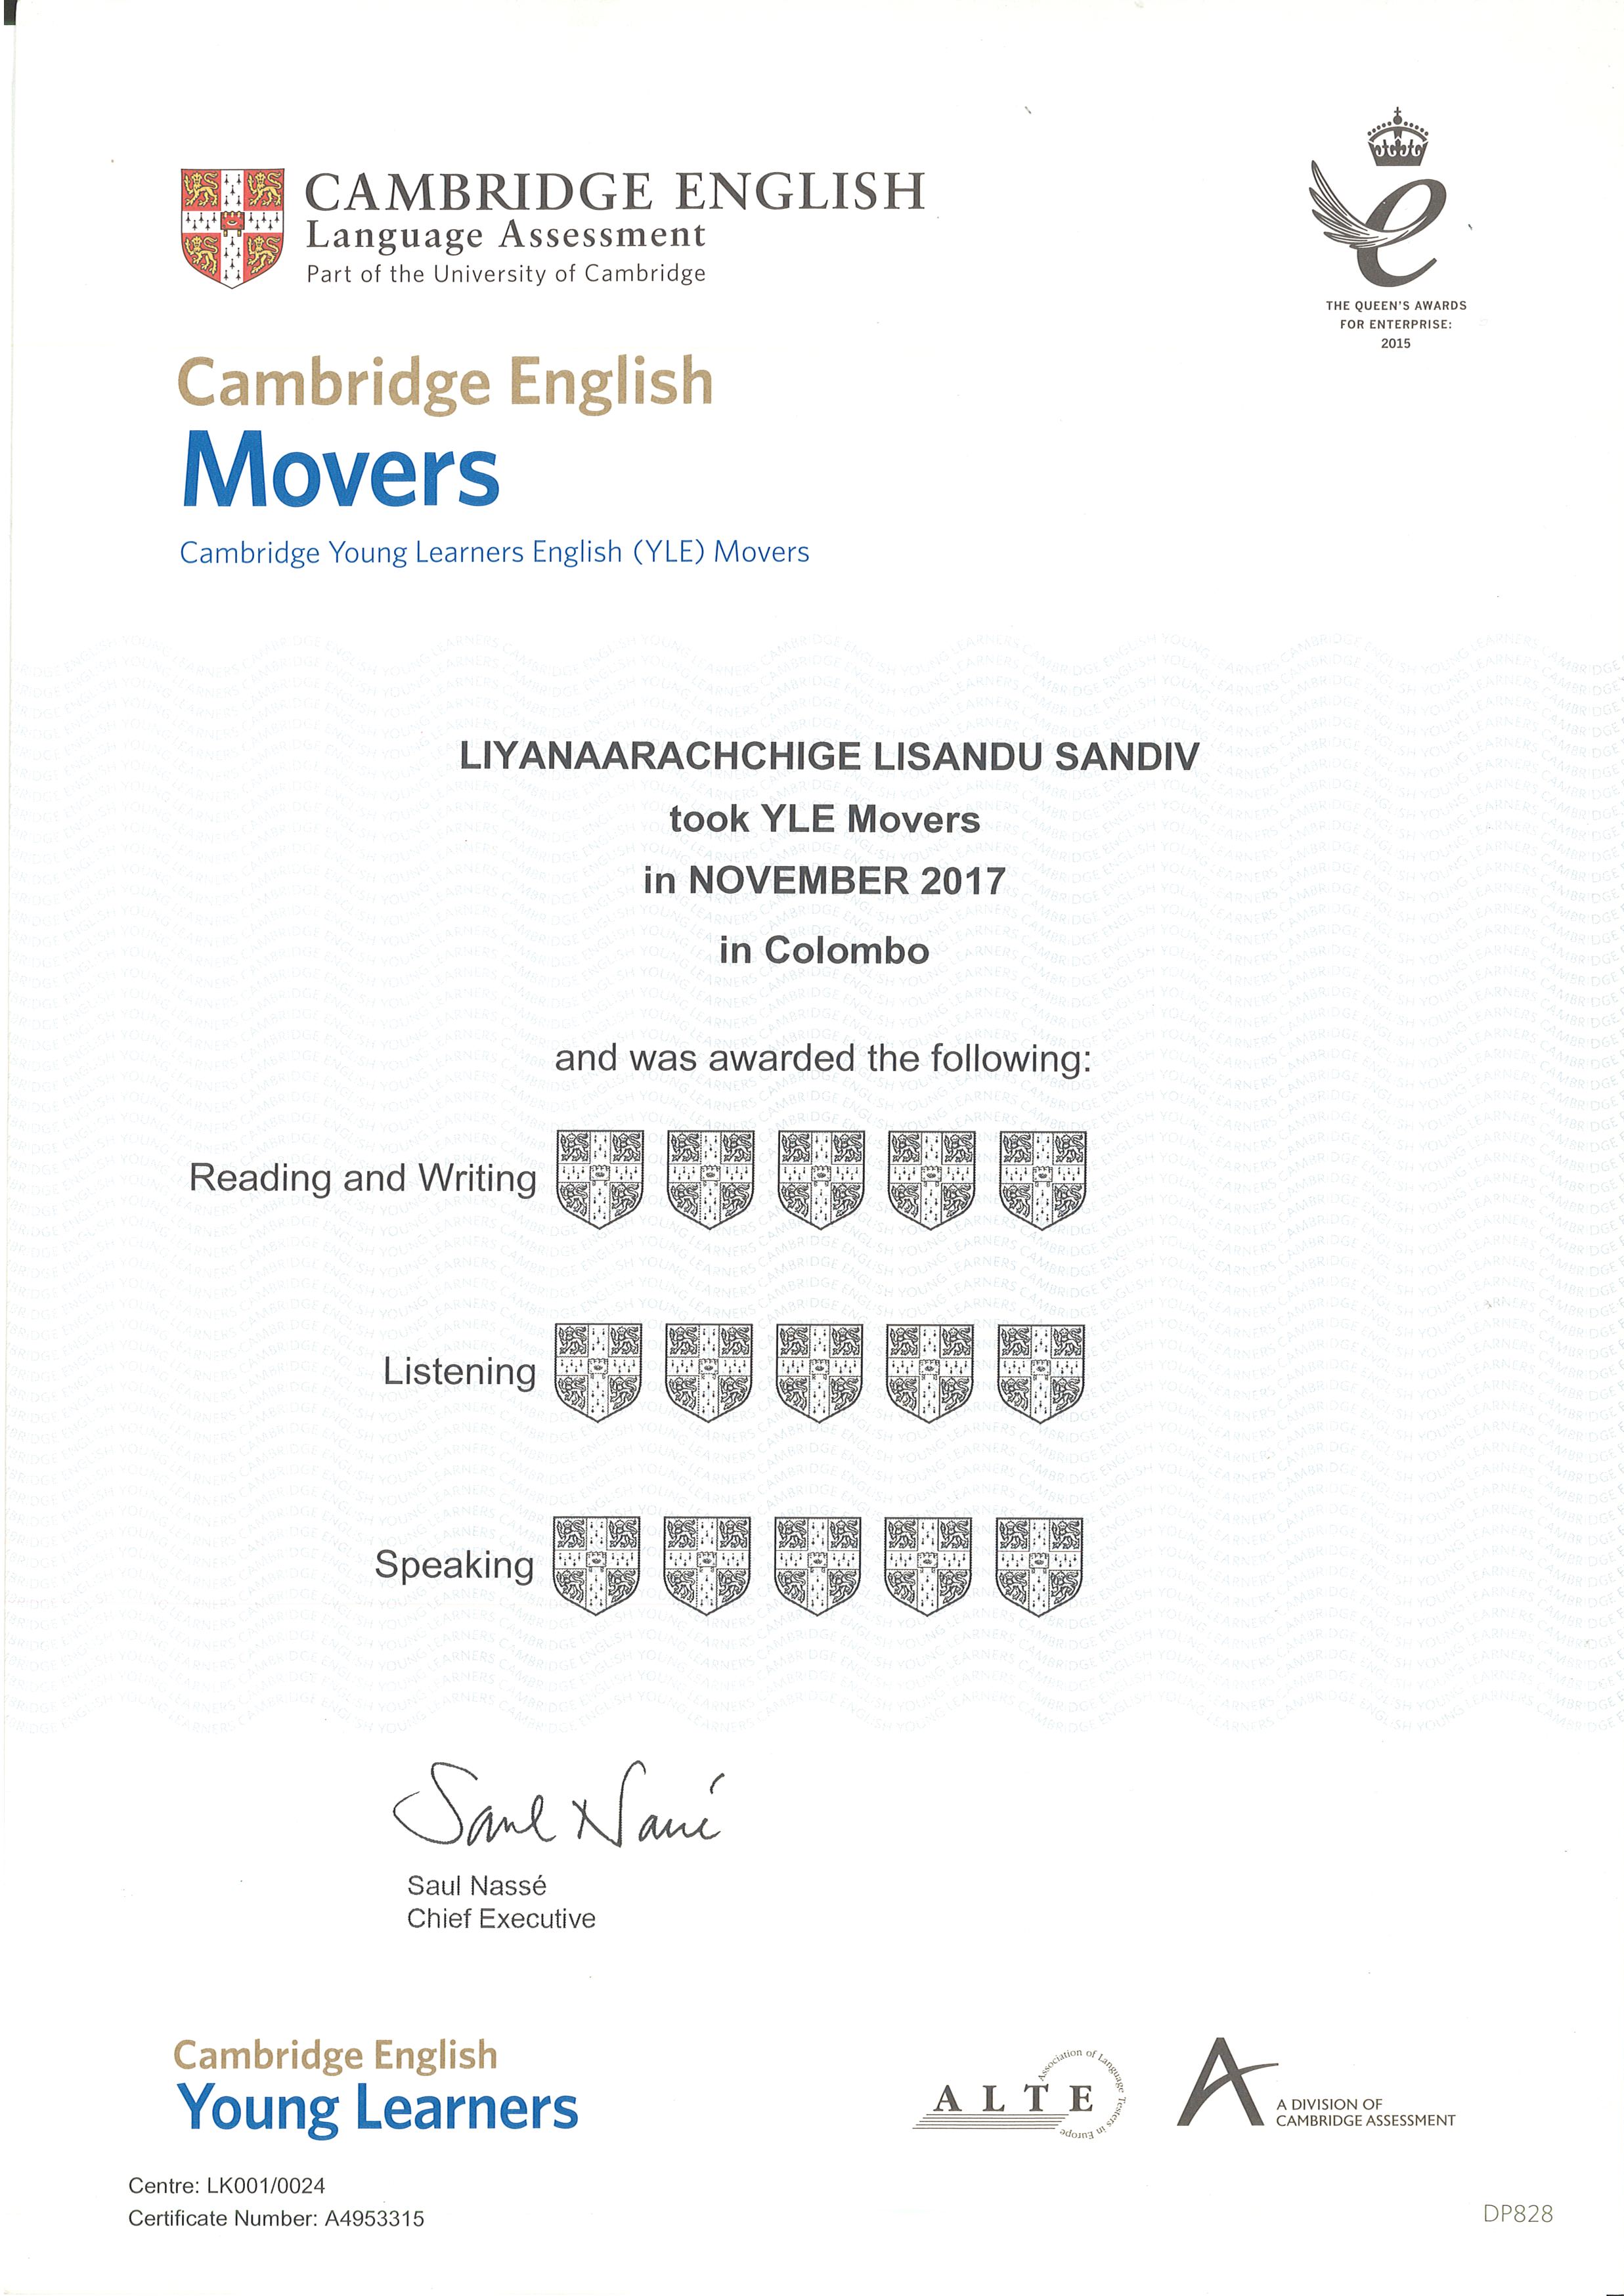 CAMBRIDGE ENGLISH
Language Assessment
Part of the University of Cambridge
THE QUEEN'S AWARDS
FOR ENTERPRISE:
2015
Cambridge English
Movers
Cambridge Young Learners English (YLE) Movers
LIYANAARACHCHIGE LISANDU SANDIV
took YLE Movers
in NOVEMBER 2017
in Colombo
and was awarded the following:
Reading and Writing
Listening
Speaking
Saul Nassé
Saul Nassé
Chief Executive
Cambridge English
Young Learners
ALTE
Association of Language Testers in Europe
A DIVISION OF
CAMBRIDGE ASSESSMENT
Centre: LK001/0024
Certificate Number: A4953315
DP828